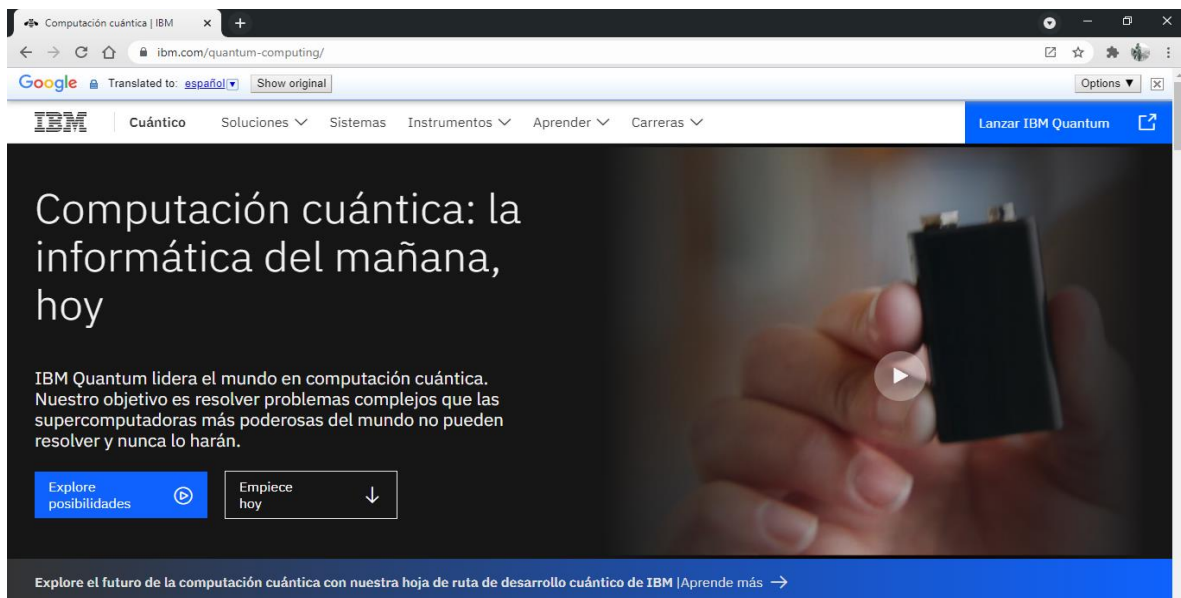 Computación cuántica | IBM
ibm.com/quantum-computing/
Google Translated to: español Show original Options ▼
IBM Cuántico Soluciones Sistemas Instrumentos Aprender Carreras Lanzar IBM Quantum
Computación cuántica: la
informática del mañana,
hoy
IBM Quantum lidera el mundo en computación cuántica.
Nuestro objetivo es resolver problemas complejos que las
supercomputadoras más poderosas del mundo no pueden
resolver y nunca lo harán.
Explore
posibilidades
Empiece
hoy
Explore el futuro de la computación cuántica con nuestra hoja de ruta de desarrollo cuántico de IBM |Aprende más →